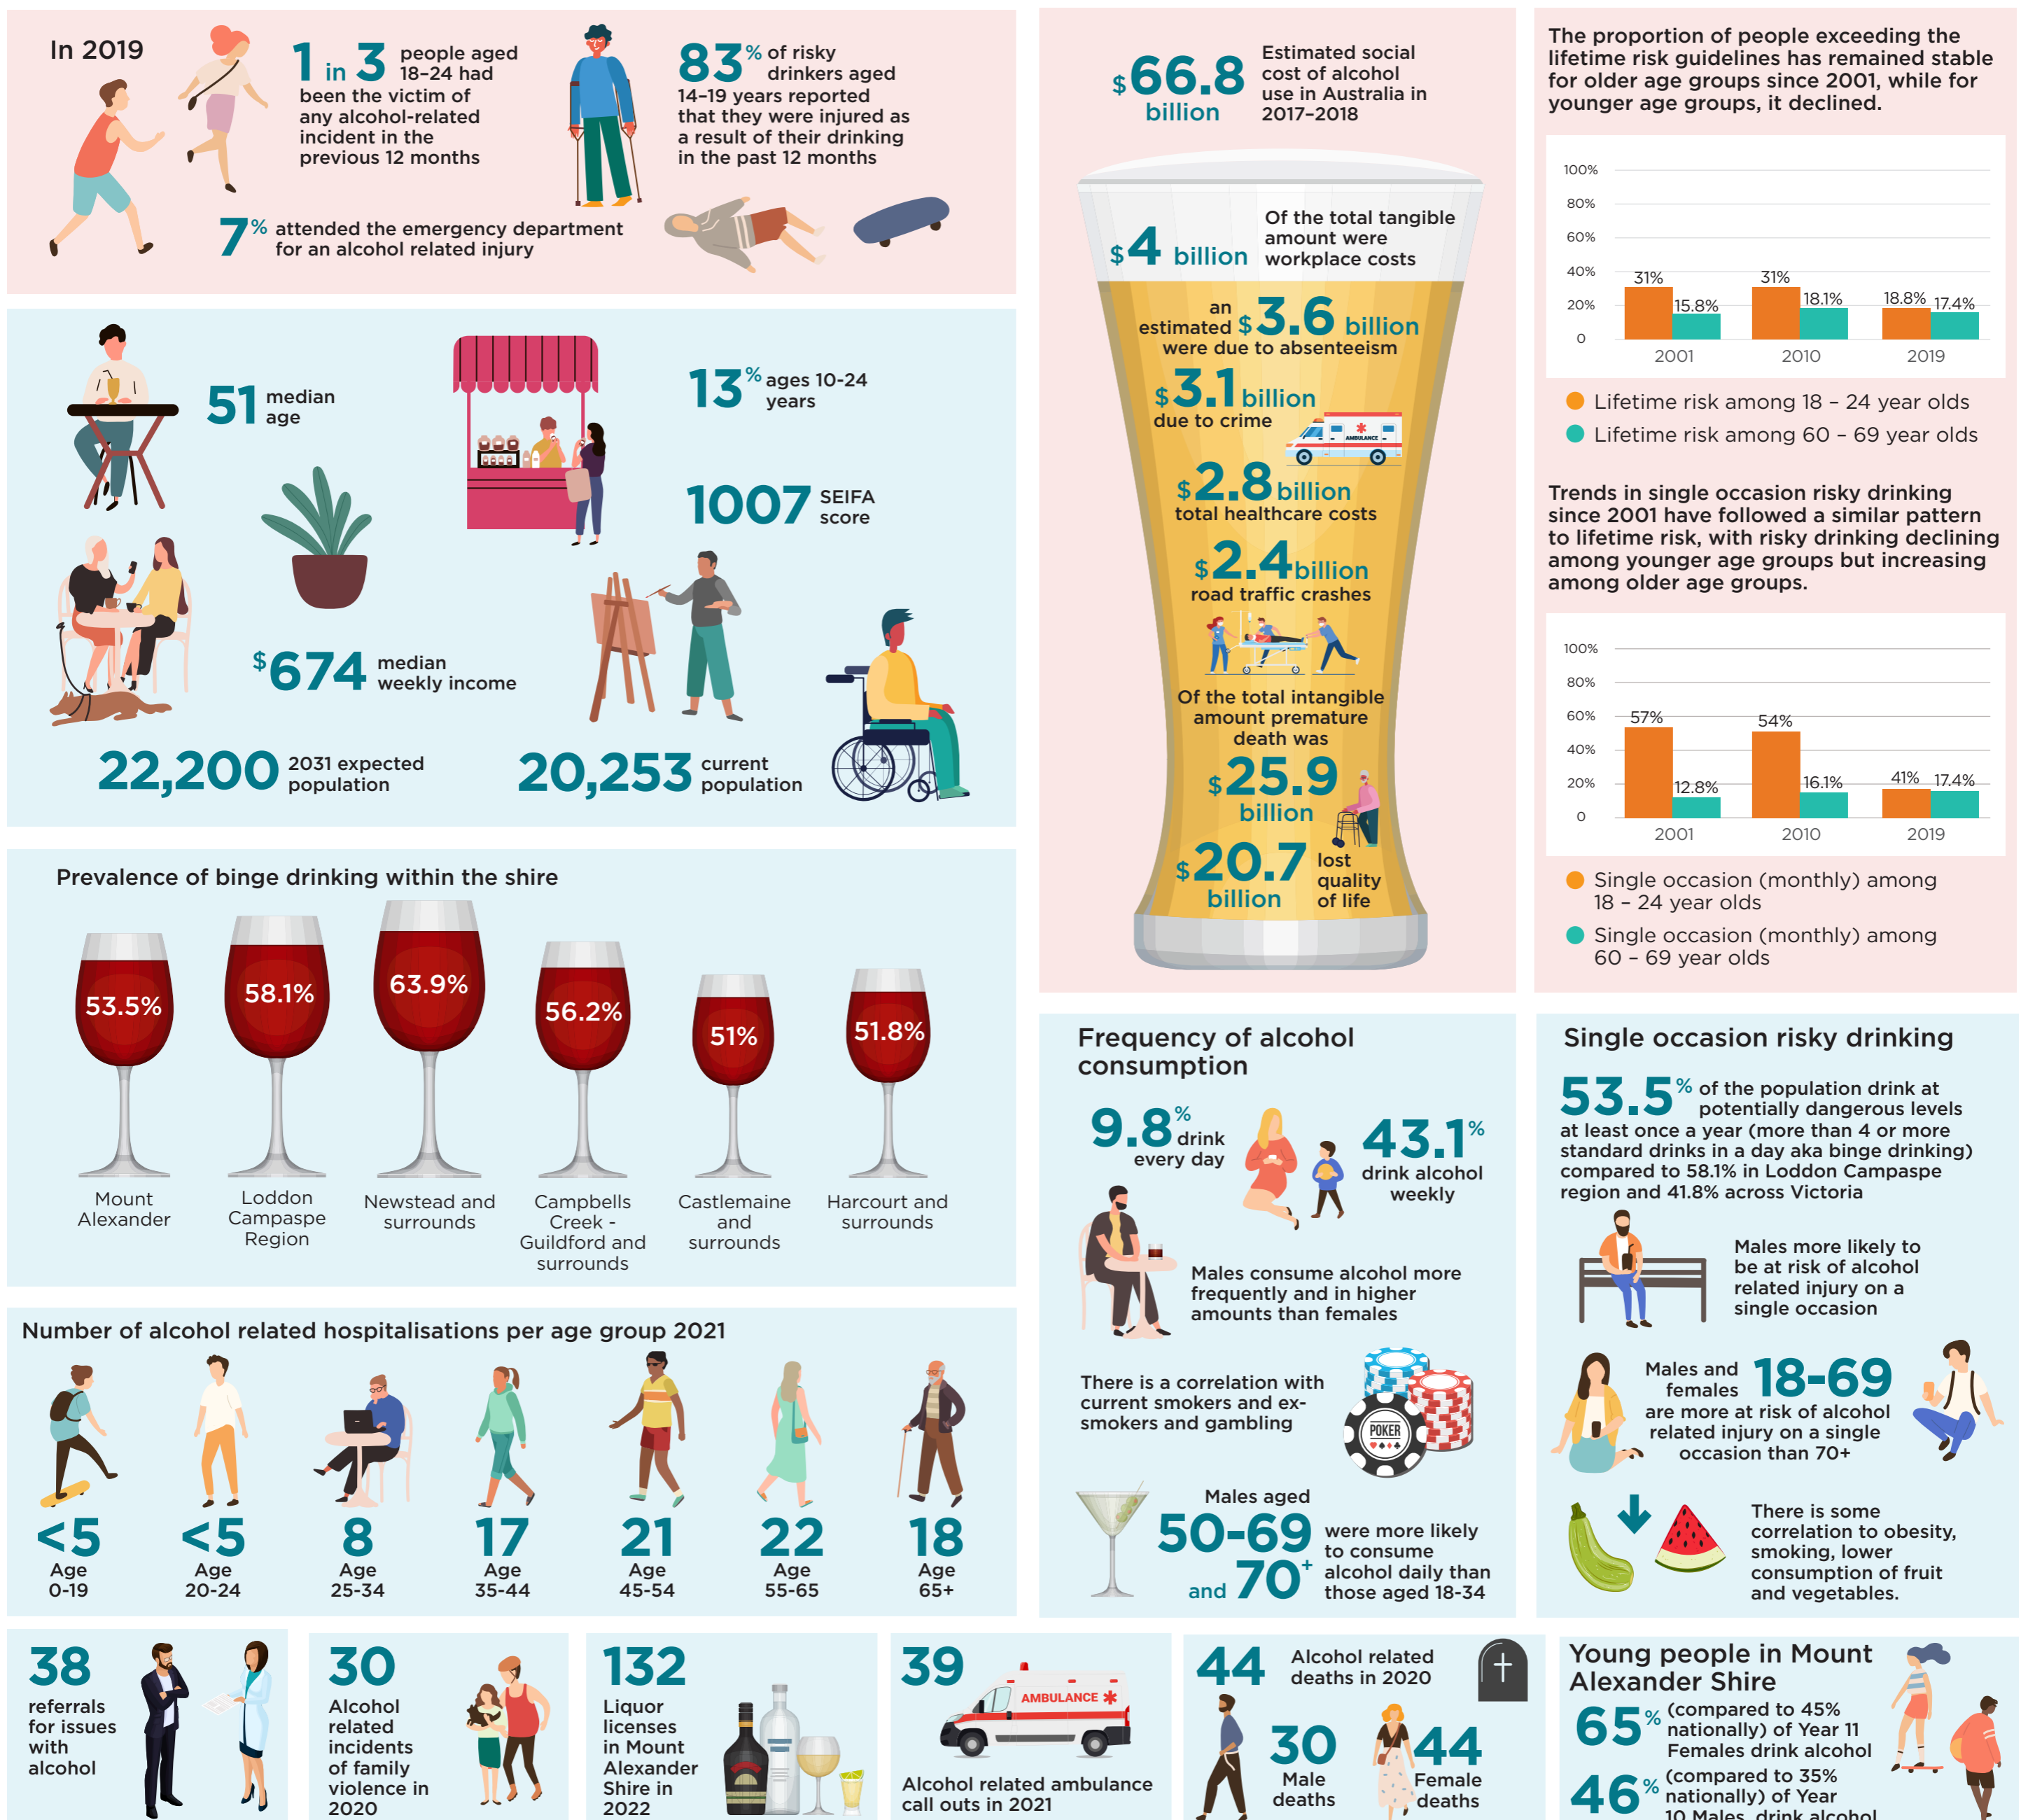 In 2019
1 in 3 people aged
18–24 had
been the victim of
any alcohol-related
incident in the
previous 12 months
83% of risky
drinkers aged
14–19 years reported
that they were injured as
a result of their drinking
in the past 12 months
7% attended the emergency department
for an alcohol related injury
51 median
age
13% ages 10-24
years
1007 SEIFA
score
$674 median
weekly income
22,200 2031 expected
population
20,253 current
population
Prevalence of binge drinking within the shire
53.5%
58.1%
63.9%
56.2%
51%
51.8%
Mount
Alexander
Loddon
Campaspe
Region
Newstead and
surrounds
Campbells
Creek -
Guildford and
surrounds
Castlemaine
and
surrounds
Harcourt and
surrounds
Number of alcohol related hospitalisations per age group 2021
<5
Age
0-19
<5
Age
20-24
8
Age
25-34
17
Age
35-44
21
Age
45-54
22
Age
55-65
18
Age
65+
$66.8
billion
Estimated social
cost of alcohol
use in Australia in
2017–2018
$4 billion
Of the total tangible
amount were
workplace costs
an
estimated $3.6 billion
were due to absenteeism
$3.1 billion
due to crime
AMBULANCE
$2.8 billion
total healthcare costs
$2.4 billion
road traffic crashes
Of the total intangible
amount premature
death was
$25.9
billion
$20.7
billion
lost
quality
of life
The proportion of people exceeding the
lifetime risk guidelines has remained stable
for older age groups since 2001, while for
younger age groups, it declined.
100%
80%
60%
40%
20%
0
31%
15.8%
31%
18.1%
18.8%
17.4%
2001
2010
2019
Lifetime risk among 18 – 24 year olds
Lifetime risk among 60 – 69 year olds
Trends in single occasion risky drinking
since 2001 have followed a similar pattern
to lifetime risk, with risky drinking declining
among younger age groups but increasing
among older age groups.
100%
80%
60%
40%
20%
0
57%
12.8%
54%
16.1%
41%
17.4%
2001
2010
2019
Single occasion (monthly) among
18 – 24 year olds
Single occasion (monthly) among
60 – 69 year olds
Frequency of alcohol
consumption
9.8% drink
every day
43.1%
drink alcohol
weekly
Males consume alcohol more
frequently and in higher
amounts than females
There is a correlation with
current smokers and ex-
smokers and gambling
POKER
Males aged
50-69
and 70+
were more likely
to consume
alcohol daily than
those aged 18-34
Single occasion risky drinking
53.5% of the population drink at
potentially dangerous levels
at least once a year (more than 4 or more
standard drinks in a day aka binge drinking)
compared to 58.1% in Loddon Campaspe
region and 41.8% across Victoria
Males more likely to
be at risk of alcohol
related injury on a
single occasion
Males and
females 18-69
are more at risk of alcohol
related injury on a single
occasion than 70+
There is some
correlation to obesity,
smoking, lower
consumption of fruit
and vegetables.
38
referrals
for issues
with
alcohol
30
Alcohol
related
incidents
of family
violence in
2020
132
Liquor
licenses
in Mount
Alexander
Shire in
2022
39
AMBULANCE
Alcohol related ambulance
call outs in 2021
44 Alcohol related
deaths in 2020
30
Male
deaths
44
Female
deaths
Young people in Mount
Alexander Shire
65% (compared to 45%
nationally) of Year 11
Females drink alcohol
46% (compared to 35%
nationally) of Year
10 Males, drink alcohol